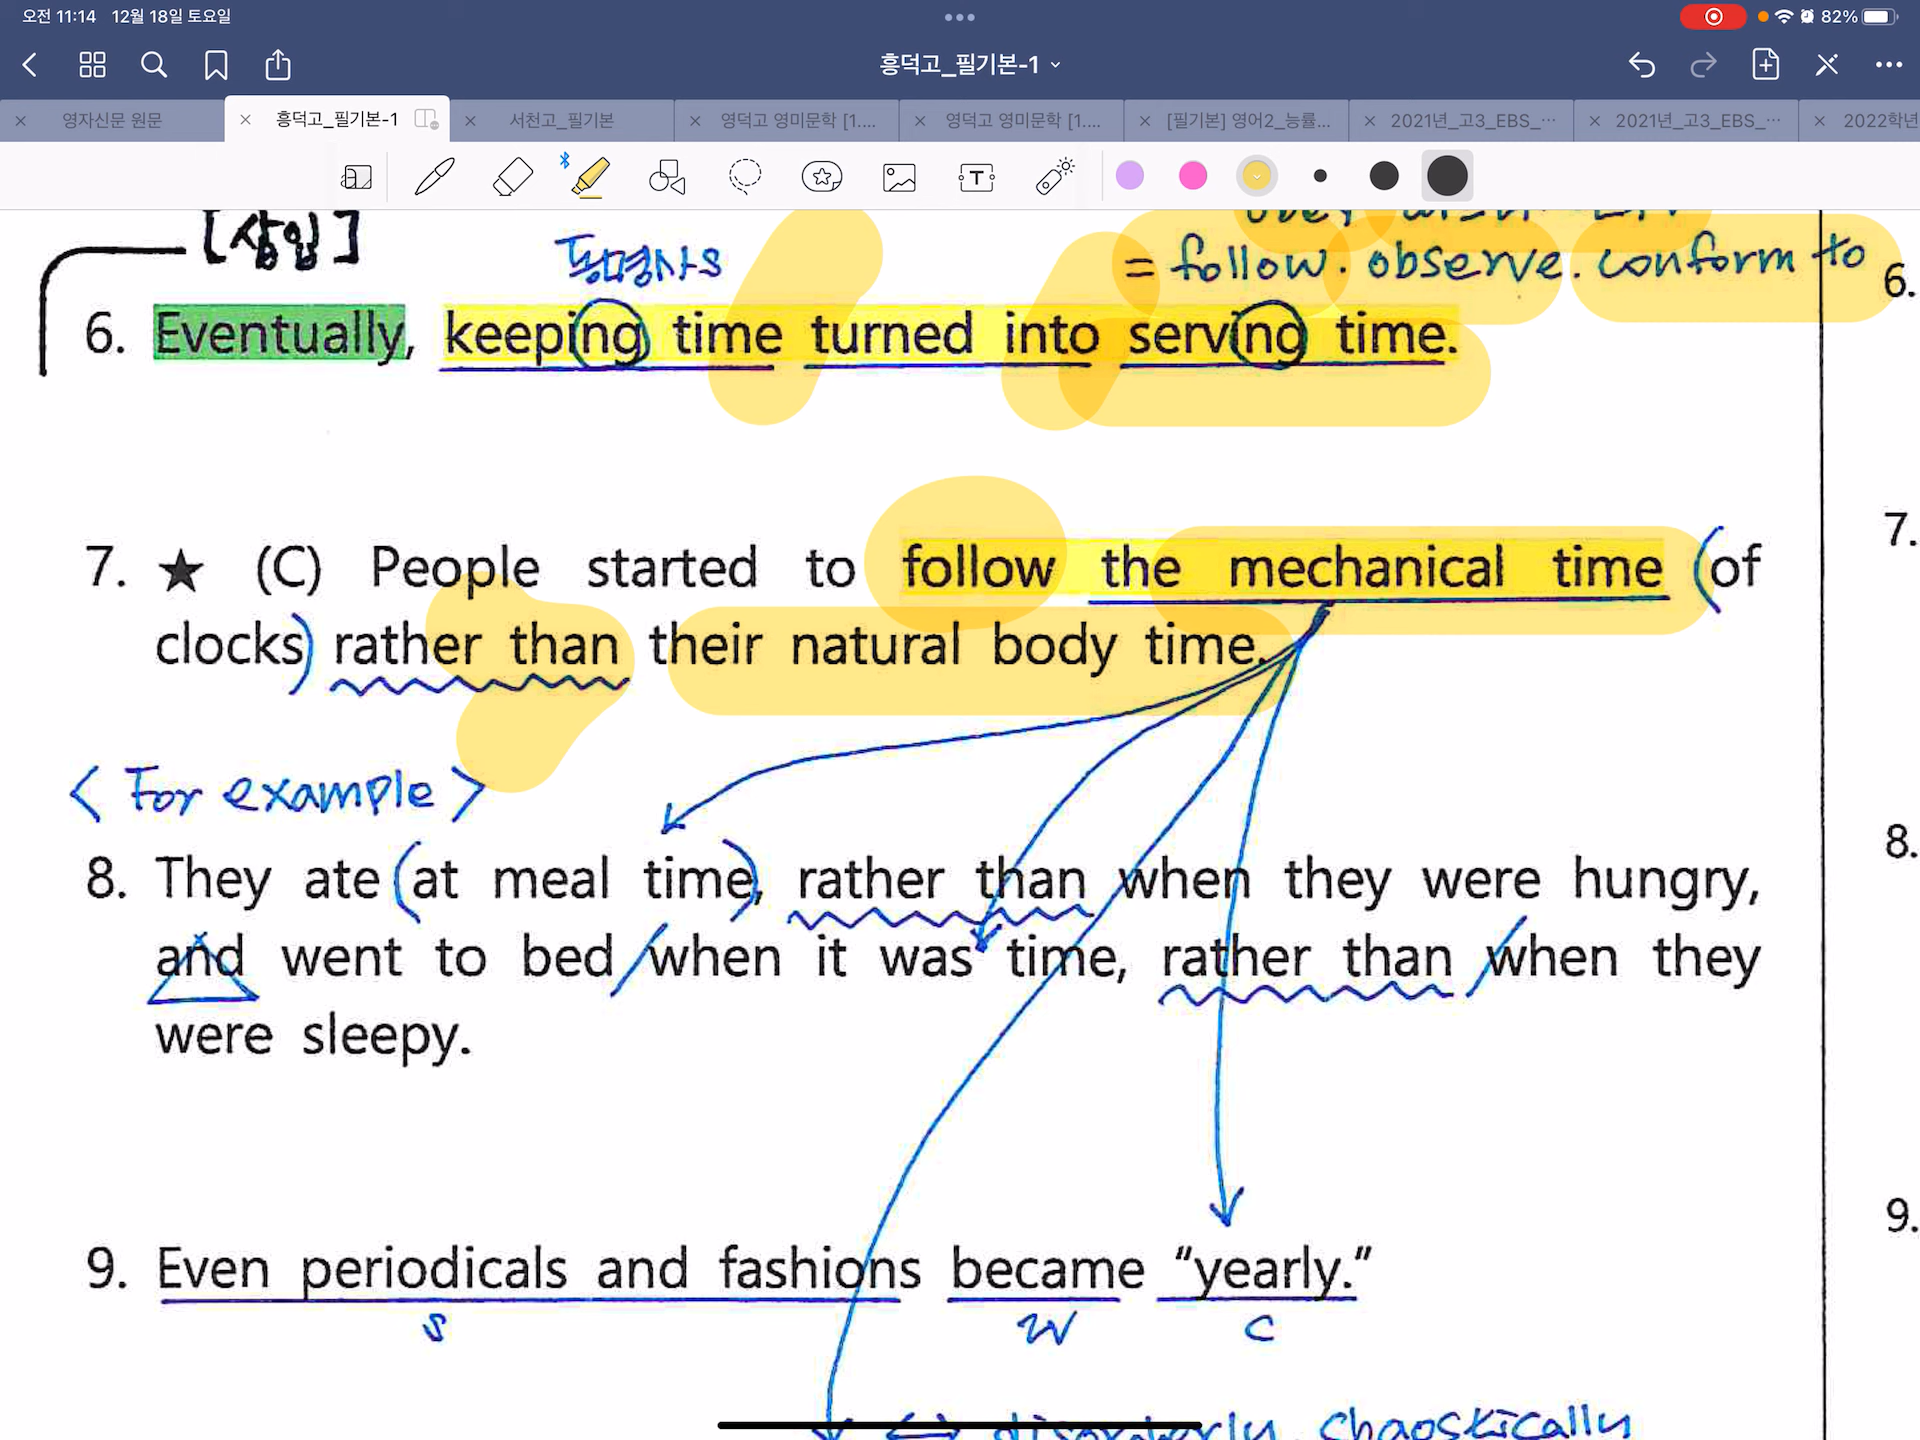 오전 11:14 12월 18일 토요일
82%
흥덕고_필기본-1
영자신문 원문
흥덕고_필기본-1
서천고_필기본
영덕고 영미문학 [1....
영덕고 영미문학 [1....
[필기본] 영어2_능률...
2021년_고3_EBS_...
2021년_고3_EBS_...
2022학년
[삽입]
동명사S
= follow. observe. conform to
6. Eventually, keeping time turned into serving time.
7. ★ (C) People started to follow the mechanical time (of
clocks) rather than their natural body time.
< For example >
8. They ate (at meal time), rather than when they were hungry,
and went to bed / when it was time, rather than / when they
were sleepy.
9. Even periodicals and fashions became “yearly.”
S V C
6.
7.
8.
9.